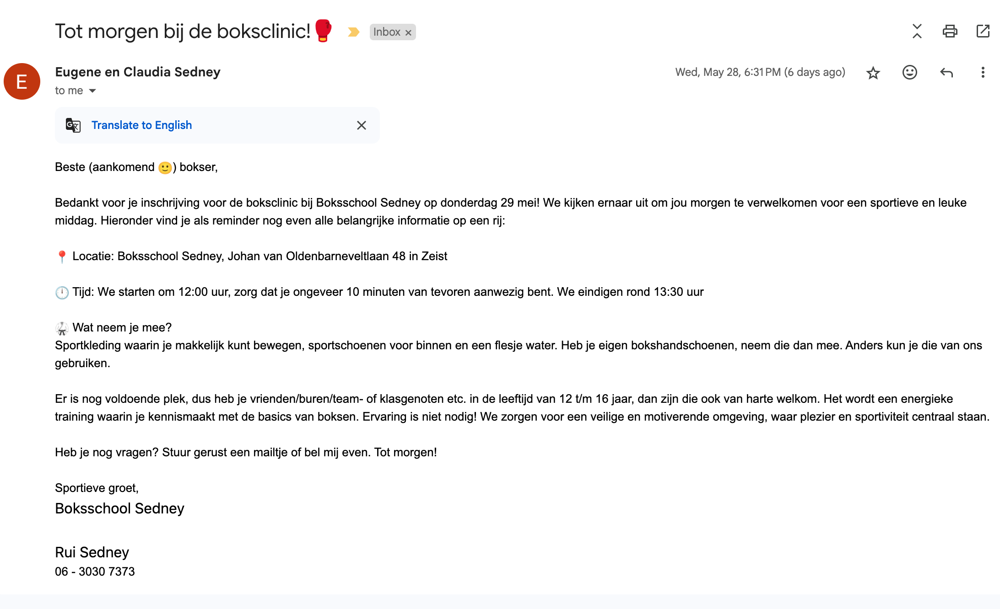 Tot morgen bij de boksclinic!🥊
Inbox ×
E
Eugene en Claudia Sedney
Wed, May 28, 6:31 PM (6 days ago)
to me
Translate to English
Beste (aankomend 🙂) bokser,
Bedankt voor je inschrijving voor de boksclinic bij Boksschool Sedney op donderdag 29 mei! We kijken ernaar uit om jou morgen te verwelkomen voor een sportieve en leuke
middag. Hieronder vind je als reminder nog even alle belangrijke informatie op een rij:
📍 Locatie: Boksschool Sedney, Johan van Oldenbarneveltlaan 48 in Zeist
🕛 Tijd: We starten om 12:00 uur, zorg dat je ongeveer 10 minuten van tevoren aanwezig bent. We eindigen rond 13:30 uur
🥋 Wat neem je mee?
Sportkleding waarin je makkelijk kunt bewegen, sportschoenen voor binnen en een flesje water. Heb je eigen bokshandschoenen, neem die dan mee. Anders kun je die van ons
gebruiken.
Er is nog voldoende plek, dus heb je vrienden/buren/team- of klasgenoten etc. in de leeftijd van 12 t/m 16 jaar, dan zijn die ook van harte welkom. Het wordt een energieke
training waarin je kennismaakt met de basics van boksen. Ervaring is niet nodig! We zorgen voor een veilige en motiverende omgeving, waar plezier en sportiviteit centraal staan.
Heb je nog vragen? Stuur gerust een mailtje of bel mij even. Tot morgen!
Sportieve groet,
Boksschool Sedney
Rui Sedney
06 - 3030 7373